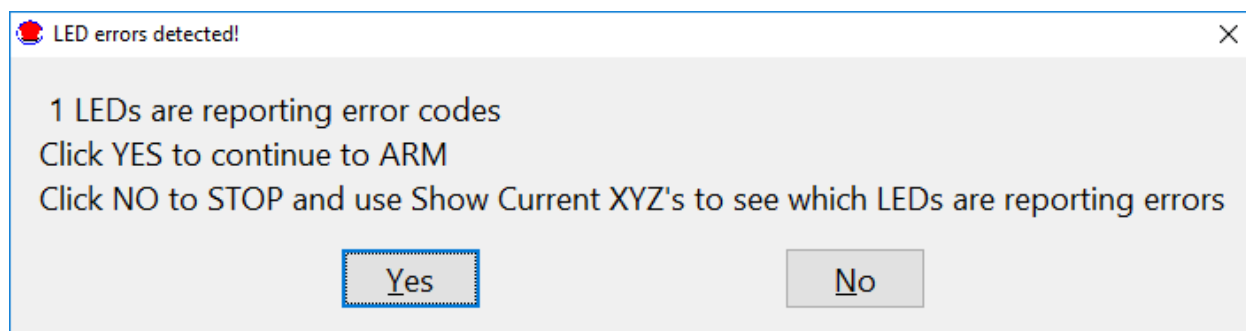 LED errors detected!
1 LEDs are reporting error codes
Click YES to continue to ARM
Click NO to STOP and use Show Current XYZ's to see which LEDs are reporting errors
Yes No